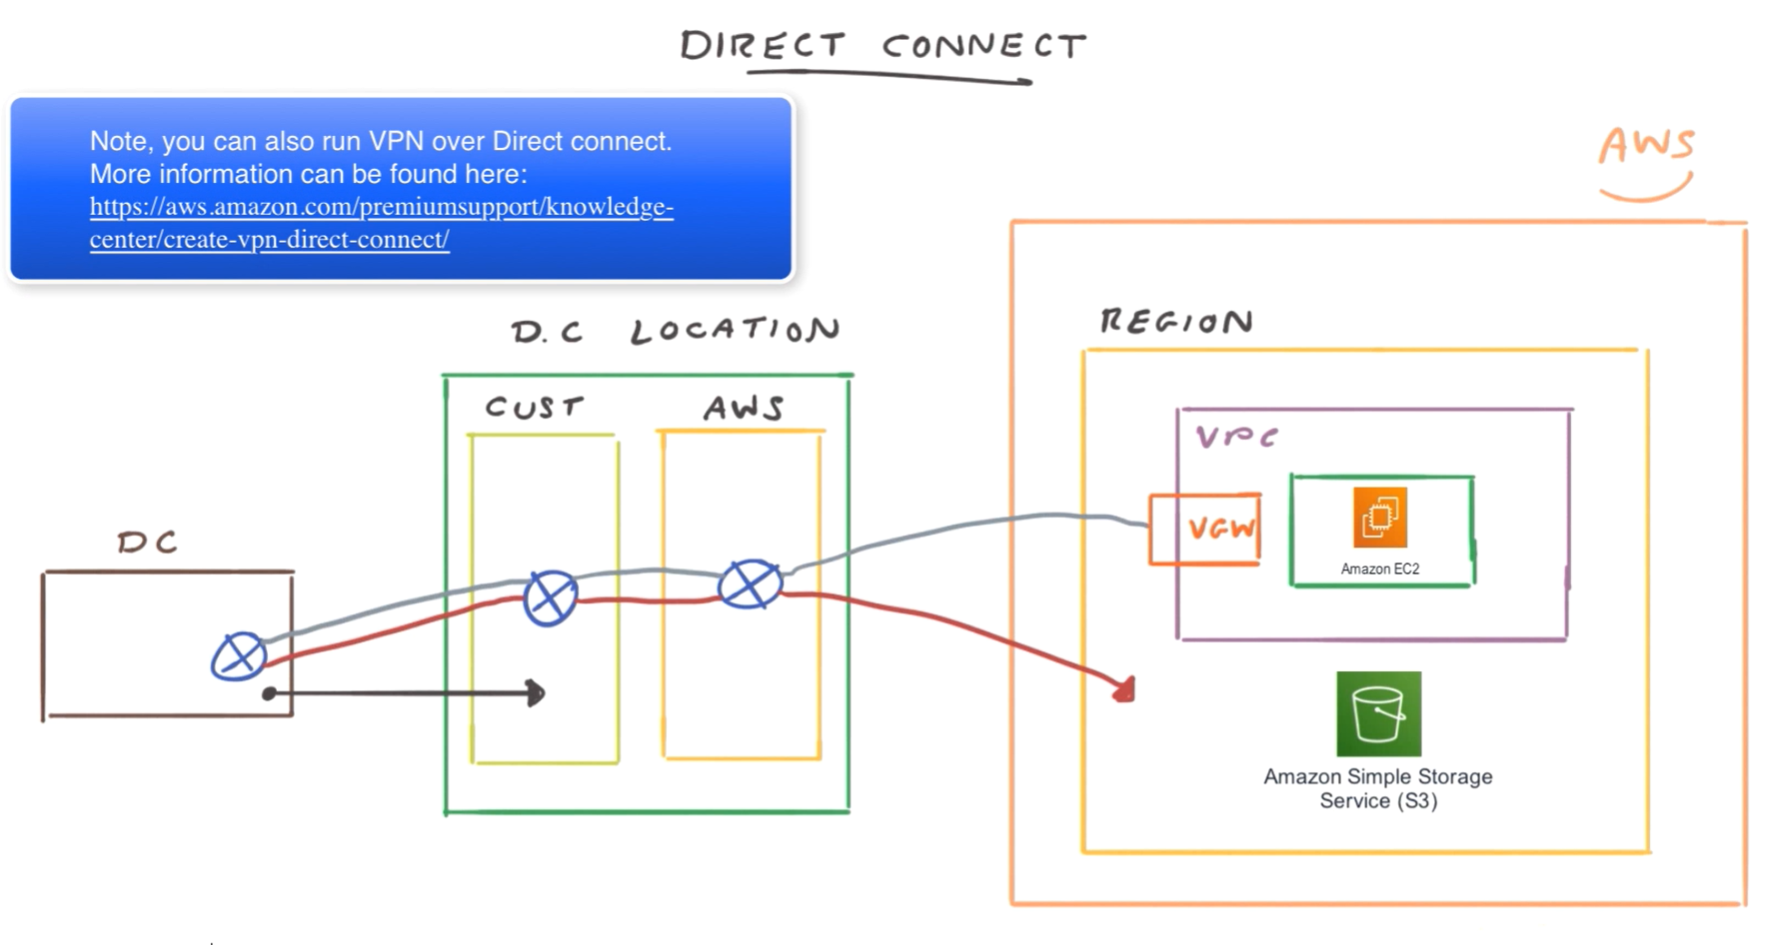 DIRECT CONNECT
Note, you can also run VPN over Direct connect.
More information can be found here:
https://aws.amazon.com/premiumsupport/knowledge-
center/create-vpn-direct-connect/
AWS
D.C LOCATION
REGION
CUST
AWS
VPC
VGW
Amazon EC2
DC
Amazon Simple Storage
Service (S3)